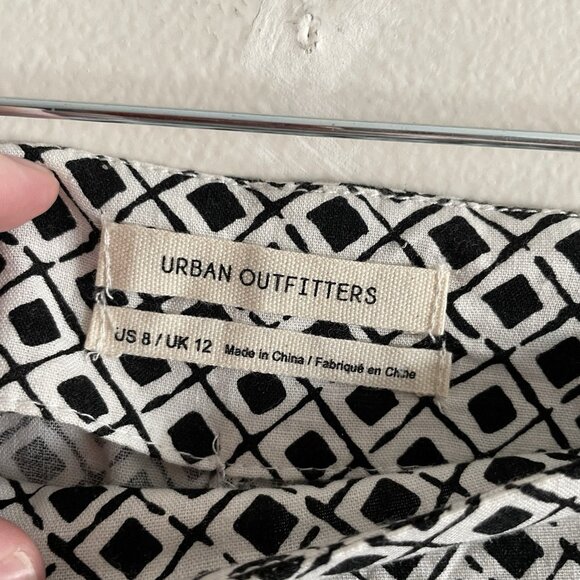 URBAN OUTFITTERS
US 8 / UK 12 Made in China / Fabriqué en Chine